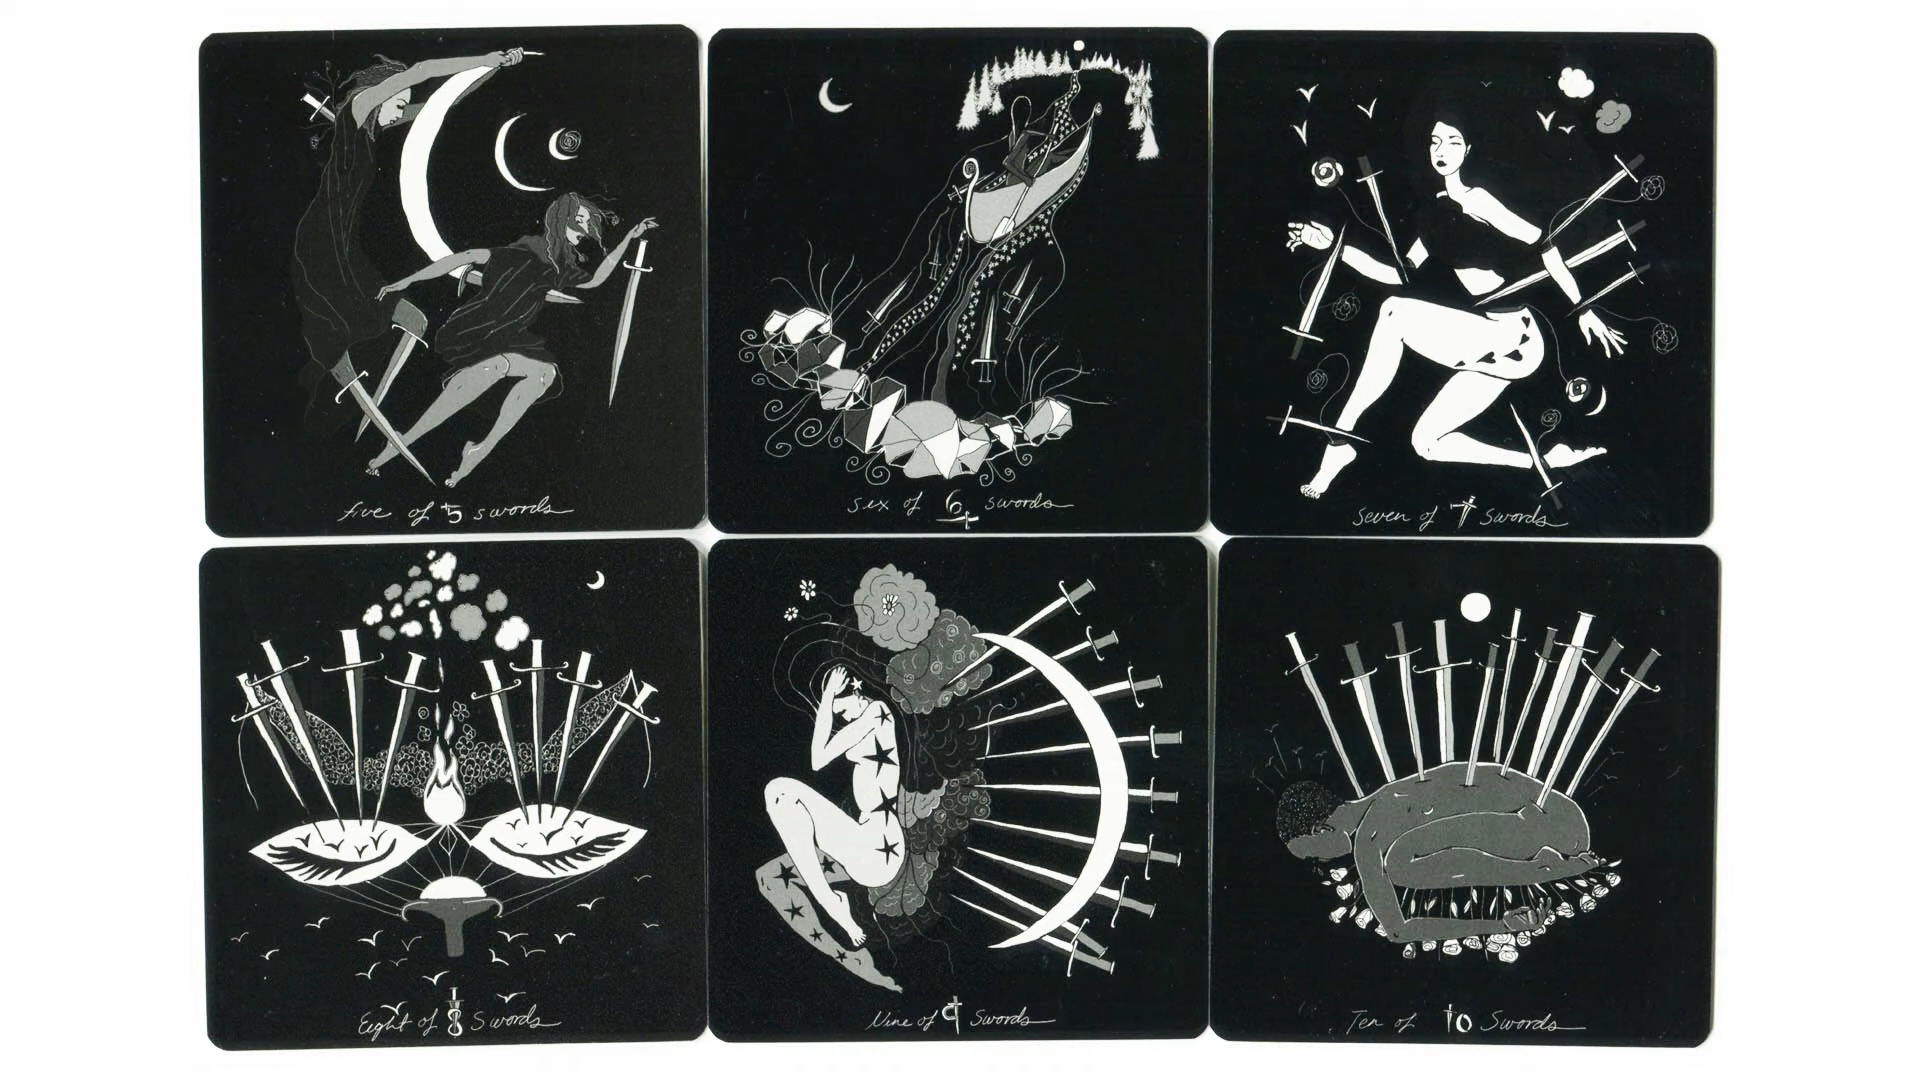 five of 5 swords
six of 6 swords
seven of 7 swords
Eight of 8 Swords
Nine of 9 Swords
Ten of 10 Swords